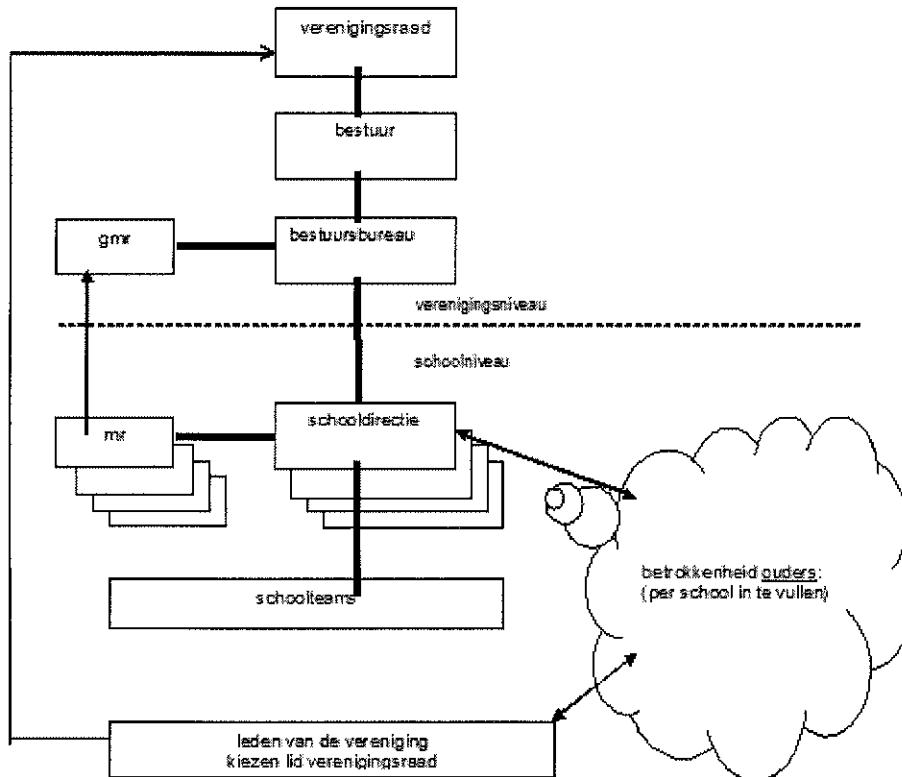 verenigingsraad
bestuur
gmr
bestuursbureau
verenigingsniveau
schoolniveau
mr
schooldirectie
betrokkenheid ouders:
(per school in te vullen)
schoolteams
leden van de vereniging
kiezen lid verenigingsraad